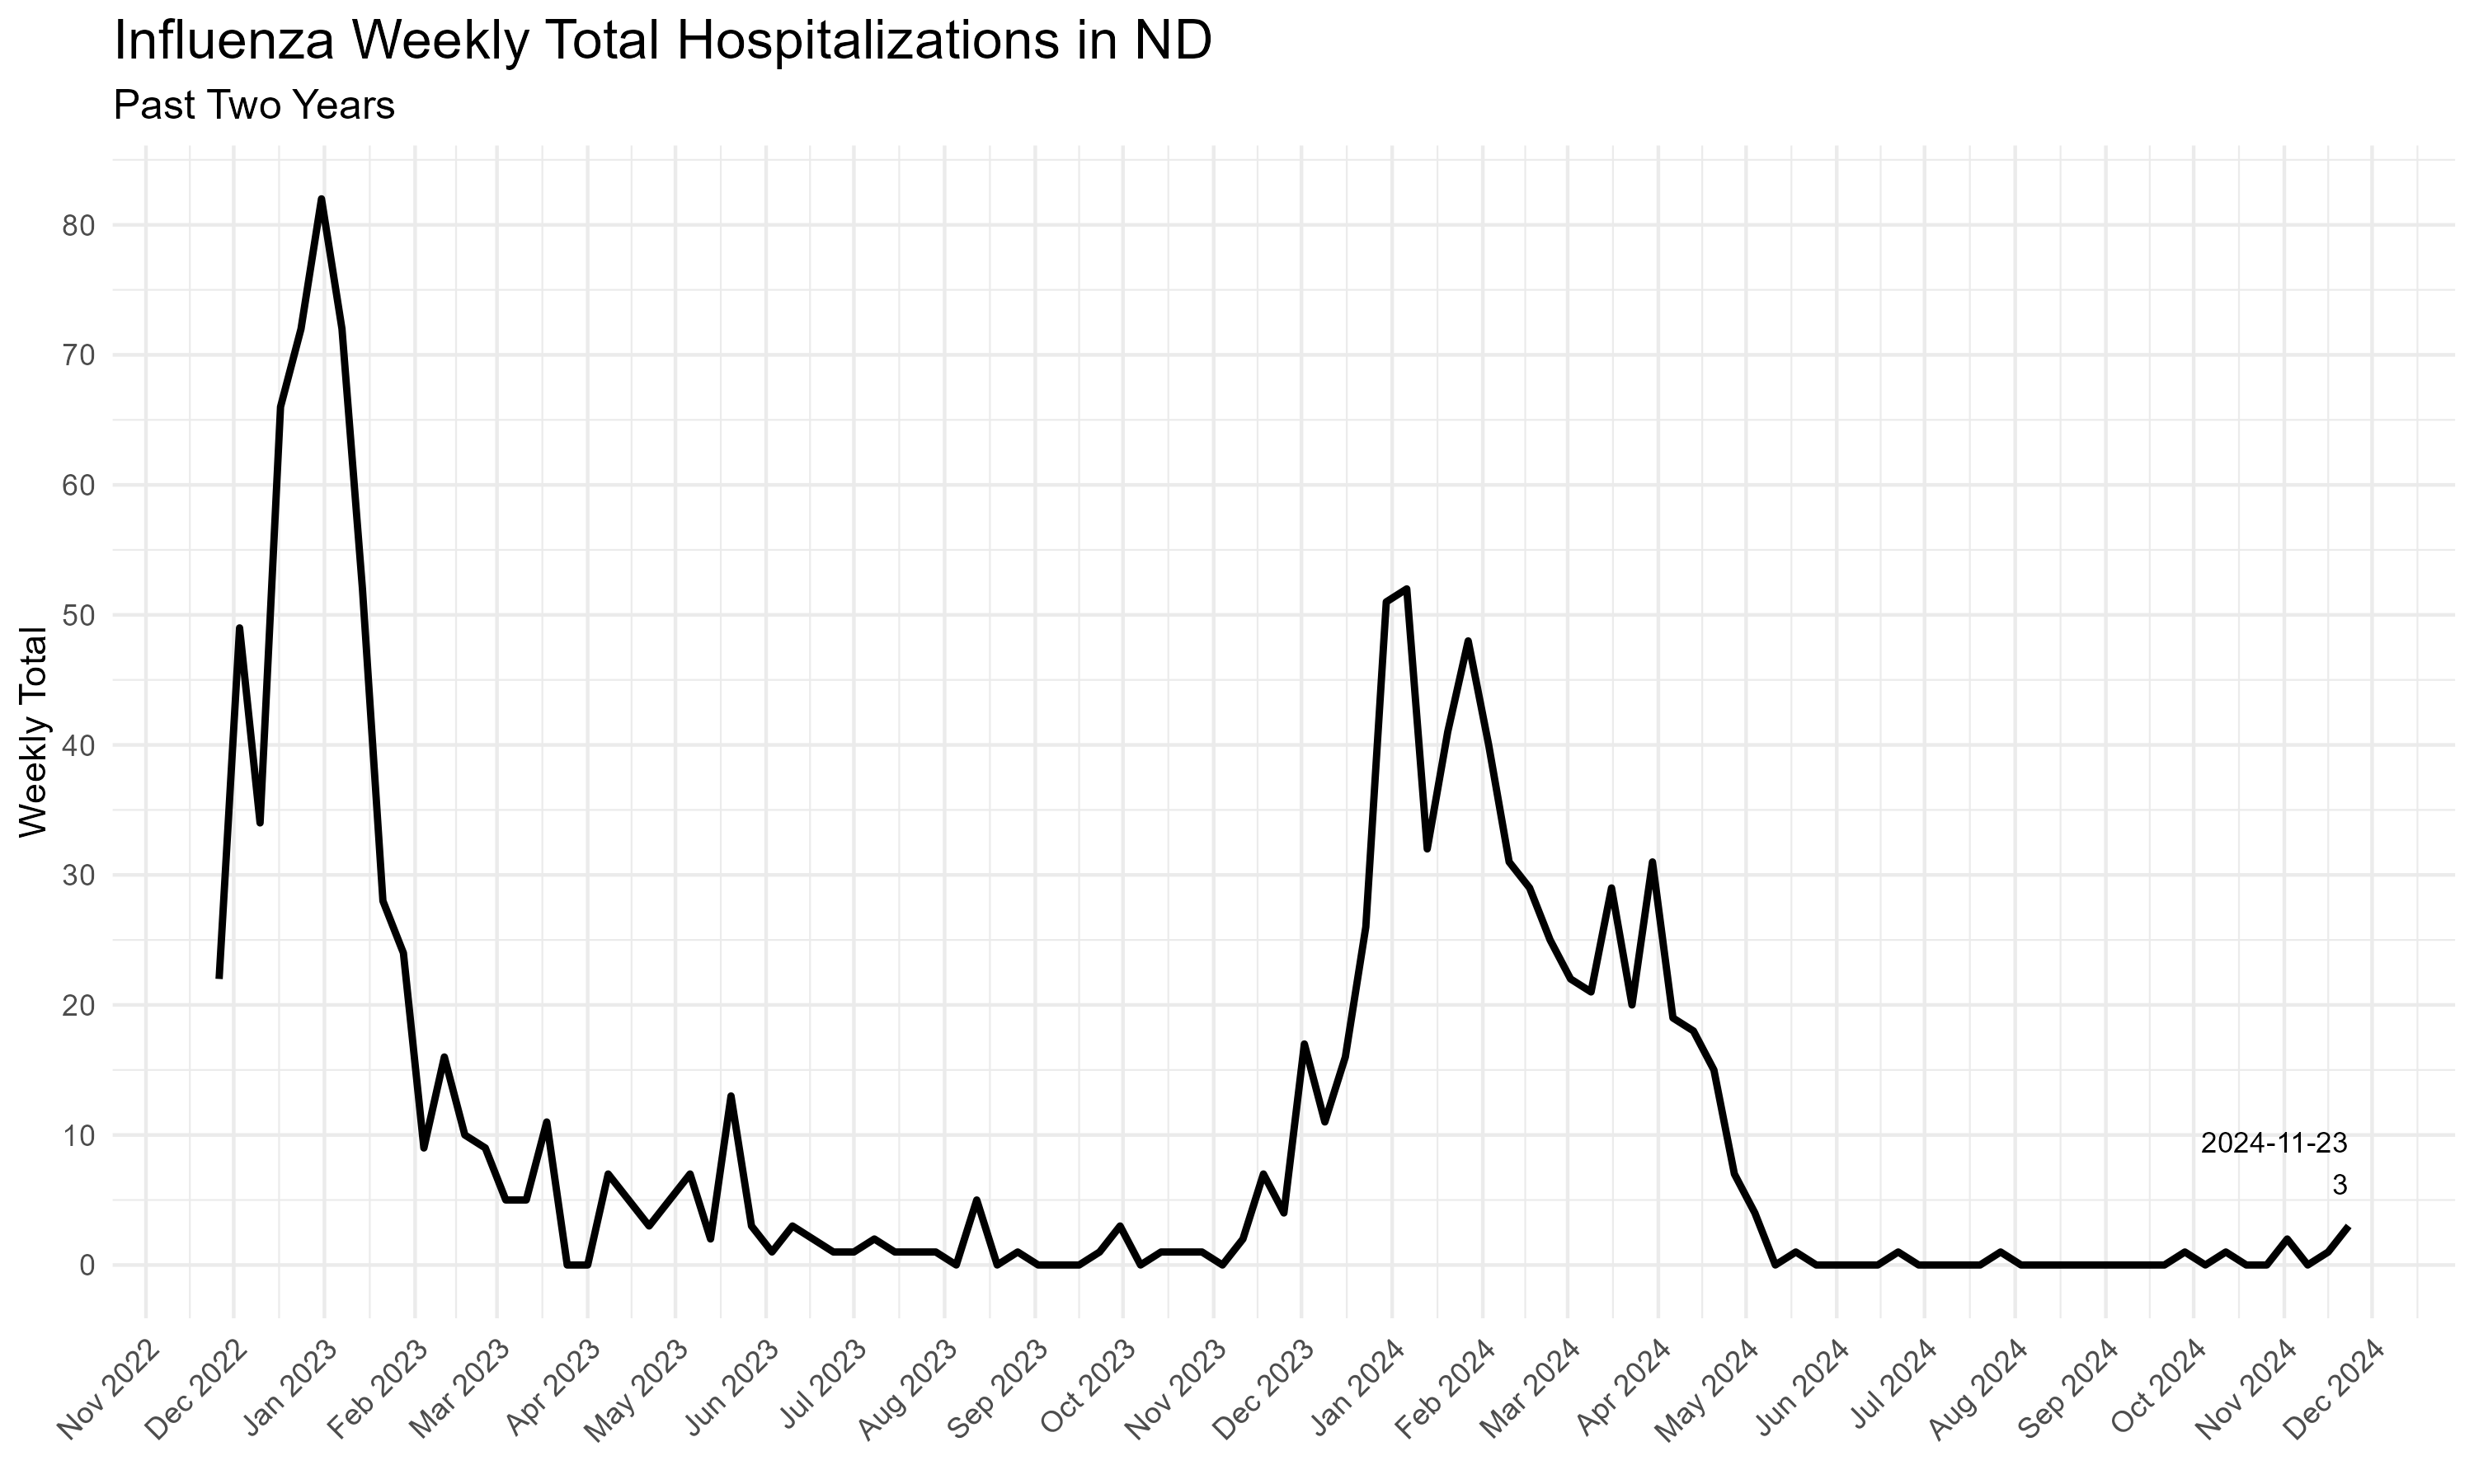 Influenza Weekly Total Hospitalizations in ND
Past Two Years
Weekly Total
80
70
60
50
40
30
20
10
0
2024-11-23
3
Nov 2022
Dec 2022
Jan 2023
Feb 2023
Mar 2023
Apr 2023
May 2023
Jun 2023
Jul 2023
Aug 2023
Sep 2023
Oct 2023
Nov 2023
Dec 2023
Jan 2024
Feb 2024
Mar 2024
Apr 2024
May 2024
Jun 2024
Jul 2024
Aug 2024
Sep 2024
Oct 2024
Nov 2024
Dec 2024